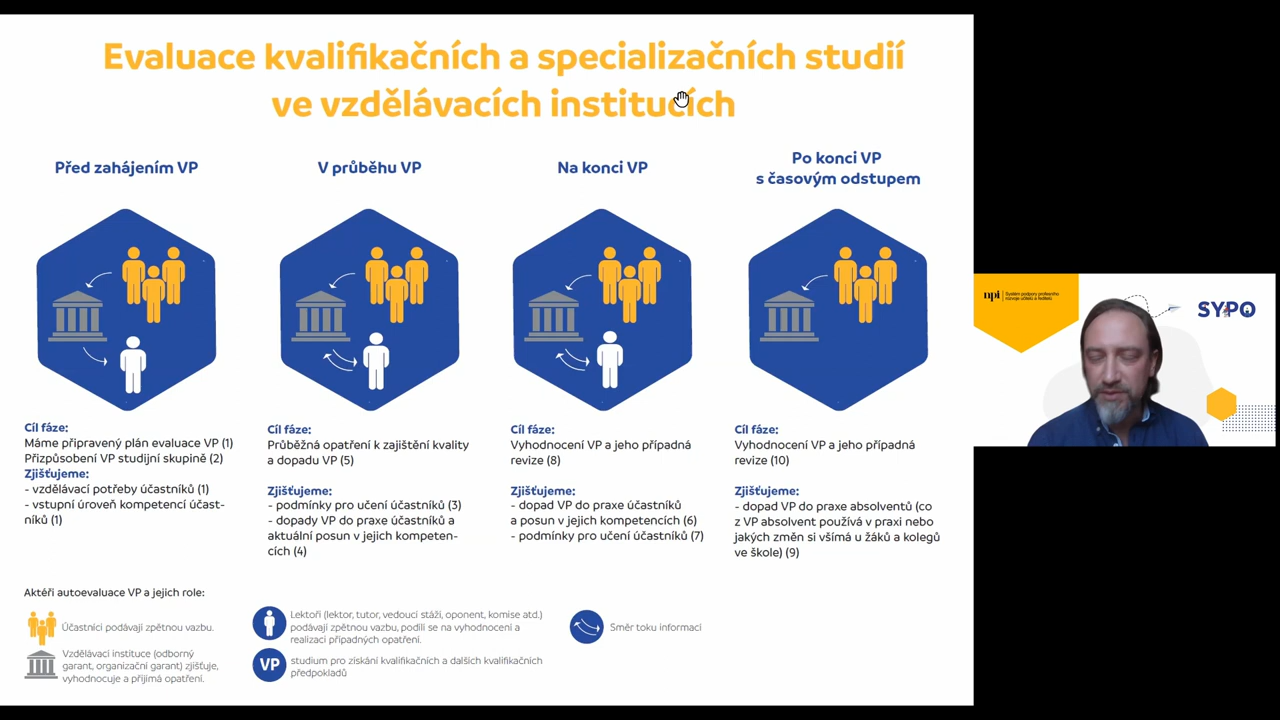 Evaluace kvalifikačních a specializačních studií
ve vzdělávacích institucích
Před zahájením VP
V průběhu VP
Na konci VP
Po konci VP
s časovým odstupem
Cíl fáze:
Máme připravený plán evaluace VP (1)
Přizpůsobení VP studijní skupině (2)
Zjišťujeme:
- vzdělávací potřeby účastníků (1)
- vstupní úroveň kompetencí účast-
níků (1)
Cíl fáze:
Průběžná opatření k zajištění kvality
a dopadu VP (5)
Zjišťujeme:
- podmínky pro učení účastníků (3)
- dopady VP do praxe účastníků a
aktuální posun v jejich kompeten-
cích (4)
Cíl fáze:
Vyhodnocení VP a jeho případná
revize (8)
Zjišťujeme:
- dopad VP do praxe účastníků
a posun v jejich kompetencích (6)
- podmínky pro učení účastníků (7)
Cíl fáze:
Vyhodnocení VP a jeho případná
revize (10)
Zjišťujeme:
- dopad VP do praxe absolventů (co
z VP absolvent používá v praxi nebo
jakých změn si všímá u žáků a kolegů
ve škole) (9)
Aktéři autoevaluace VP a jejich role:
Účastníci podávají zpětnou vazbu.
Vzdělávací instituce (odborný
garant, organizační garant) zjišťuje,
vyhodnocuje a přijímá opatření.
Lektoři (lektor, tutor, vedoucí stáží, oponent, komise atd.)
podávají zpětnou vazbu, podílí se na vyhodnocení a
realizaci případných opatření.
VP
studium pro získání kvalifikačních a dalších kvalifikačních
předpokladů
Směr toku informací
npi
Systém podpory profesního
rozvoje učitelů a ředitelů
SYPO